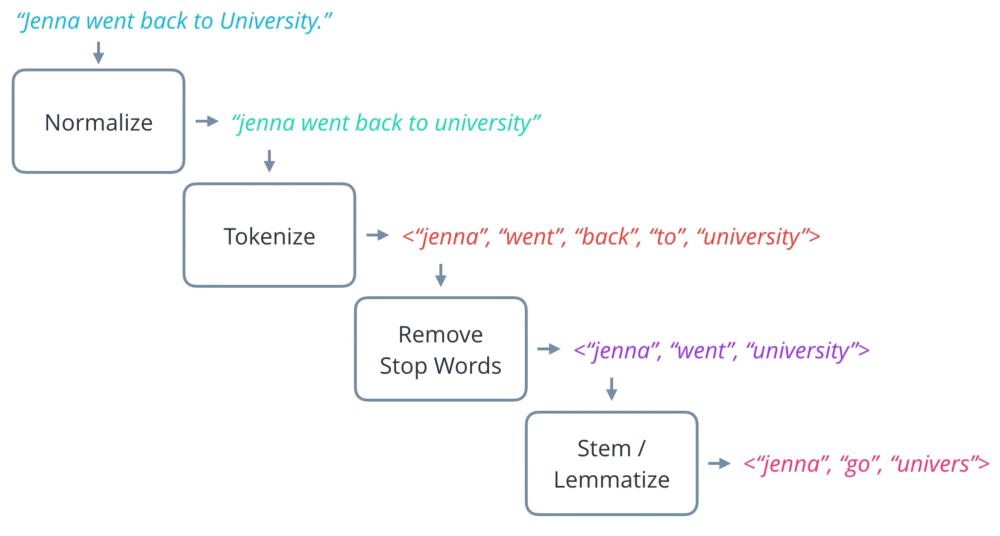 “Jenna went back to University.”
Normalize
“jenna went back to university”
Tokenize
<“jenna”, “went”, “back”, “to”, “university”>
Remove
Stop Words
<“jenna”, “went”, “university”>
Stem /
Lemmatize
<“jenna”, “go”, “univers”>